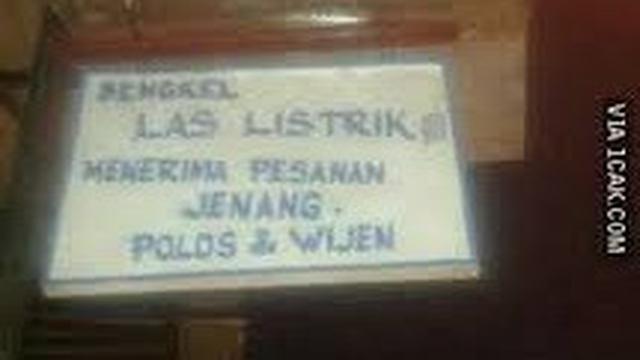 BENGKEL
LAS LISTRIK
MENERIMA PESANAN
JENANG.
POLOS & WIJEN
VIA 1CAK.COM